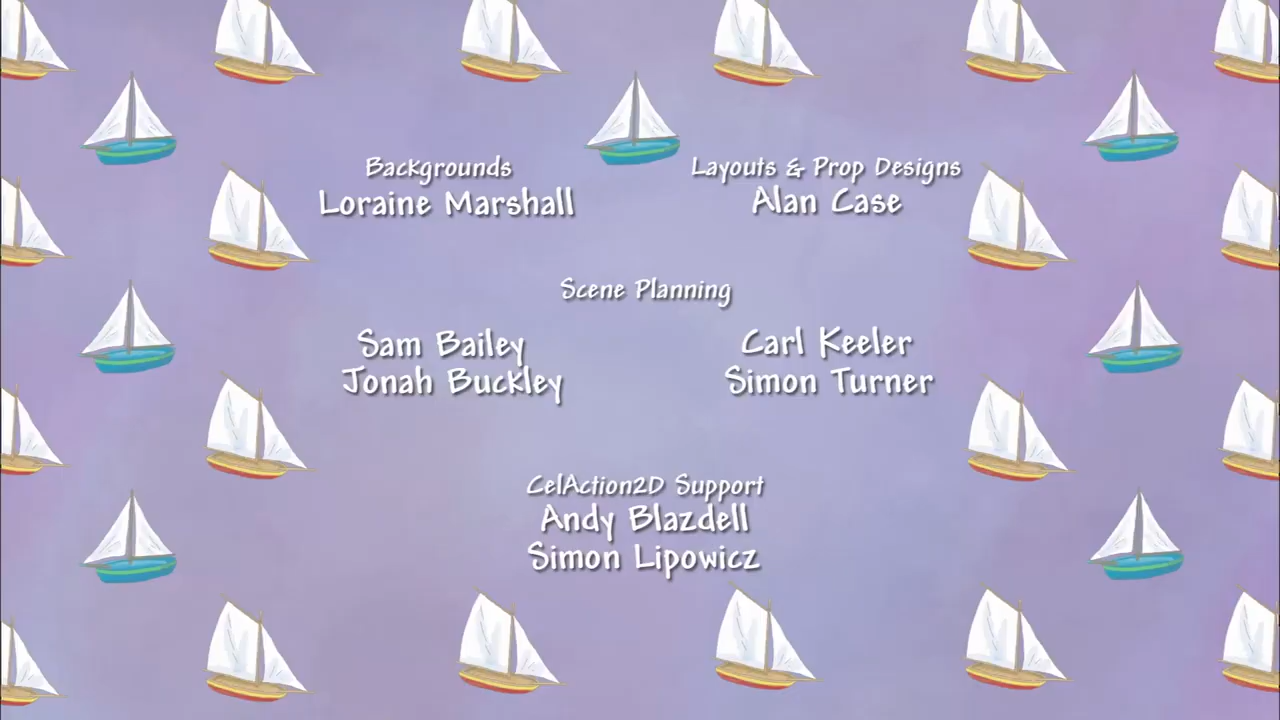 Backgrounds
Loraine Marshall
Layouts & Prop Designs
Alan Case
Scene Planning
Sam Bailey
Jonah Buckley
Carl Keeler
Simon Turner
CelAction2D Support
Andy Blazdell
Simon Lipowicz